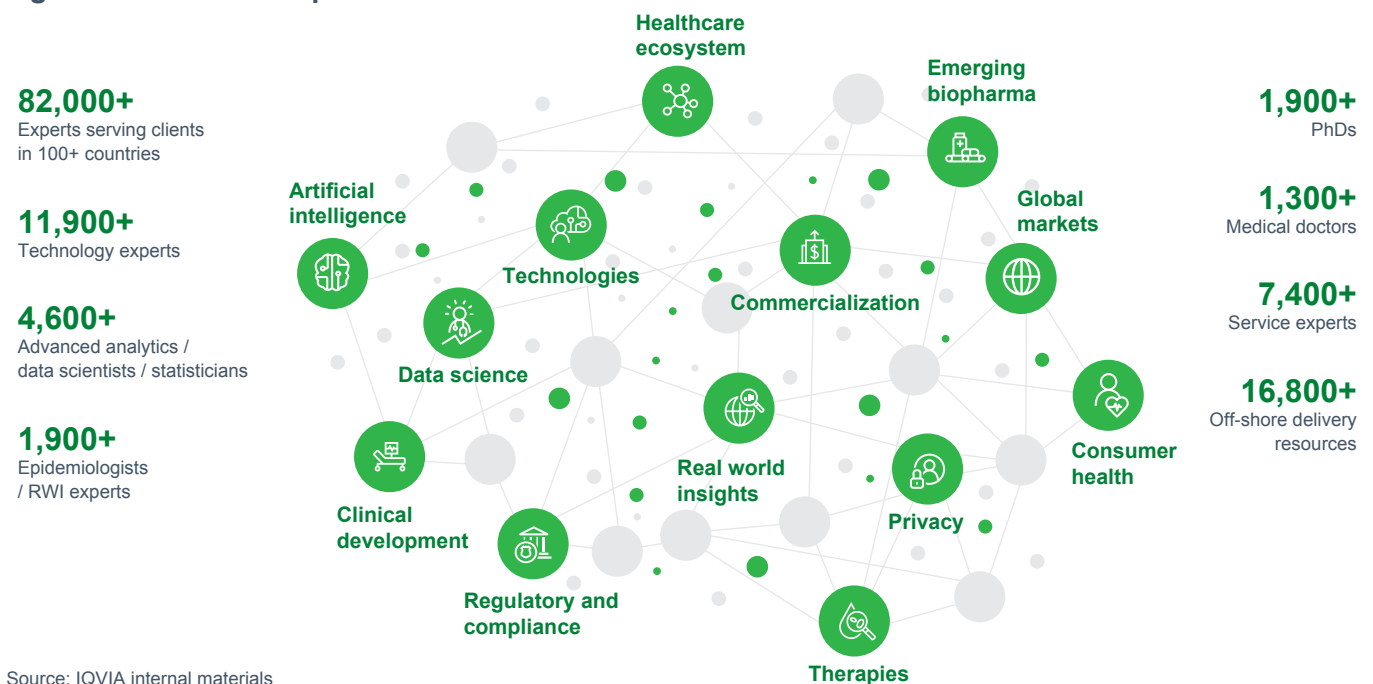 82,000+
Experts serving clients
in 100+ countries
11,900+
Technology experts
4,600+
Advanced analytics /
data scientists / statisticians
1,900+
Epidemiologists
/ RWI experts
Healthcare
ecosystem
Emerging
biopharma
Artificial
intelligence
Global
markets
Technologies
Commercialization
Data science
Consumer
health
Real world
insights
Privacy
Clinical
development
Regulatory and
compliance
Therapies
1,900+
PhDs
1,300+
Medical doctors
7,400+
Service experts
16,800+
Off-shore delivery
resources
Source: IQVIA internal materials